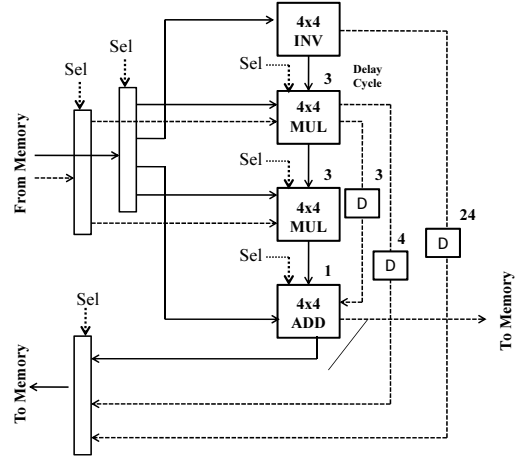 4x4
INV
Sel
Sel
Sel
3
Delay
Cycle
4x4
MUL
From Memory
Sel
3
3
4x4
MUL
D
24
D
4
D
Sel
1
4x4
ADD
To Memory
Sel
To Memory